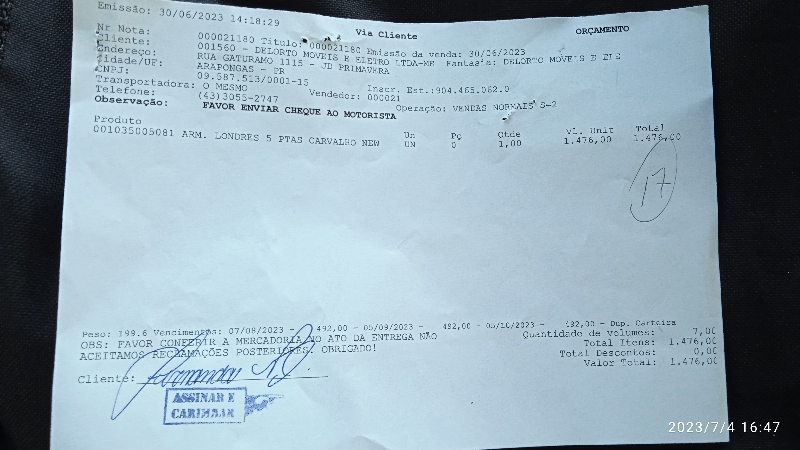 Emissão: 30/06/2023 14:18:29
Via Cliente
ORÇAMENTO
Nr Nota: 000021180 Titulo: 000021180 Emissão da venda: 30/06/2023
Cliente: 001560 - DELORTO MOVEIS E ELETRO LTDA-ME Fantasia: DELORTO MOVEIS E ELE
Endereço: RUA GATURAMO 1115 - JD PRIMAVERA
Cidade/UF: ARAPONGAS - PR
CNPJ: 09.587.513/0001-15 Inscr. Est.:904.465.062.0
Transportadora: O MESMO Vendedor: 000021
Telefone: (43)3055-2747 Operação: VENDAS NORMAIS S-2
Observação: FAVOR ENVIAR CHEQUE AO MOTORISTA
Produto Un Pç Qtde Vl. Unit Total
001035005081 ARM. LONDRES 5 PTAS CARVALHO NEW UN 0 1,00 1.476,00 1.476,00
17
Peso: 199.6 Vencimentos: 07/08/2023 - 492,00 - 05/09/2023 - 492,00 - 05/10/2023 - 492,00 - Dup. Carteira
OBS: FAVOR CONFERIR A MERCADORIA NO ATO DA ENTREGA NÃO
ACEITAMOS RECLAMAÇÕES POSTERIORES. OBRIGADO!
Quantidade de volumes: 7,00
Total Itens: 1.476,00
Total Descontos: 0,00
Valor Total: 1.476,00
Cliente:
ASSINAR E
CARIMBAR
2023/7/4 16:47